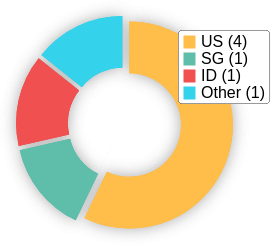 US (4)
SG (1)
ID (1)
Other (1)